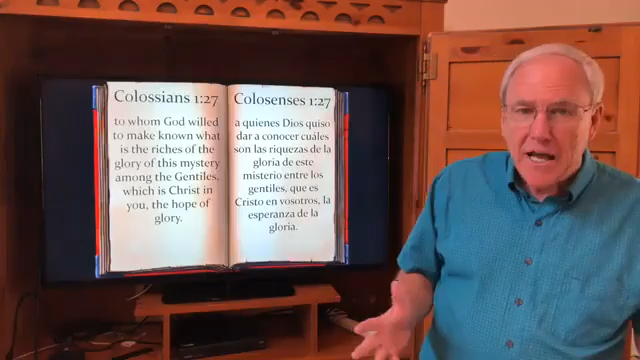 Colossians 1:27
to whom God willed
to make known what
is the riches of the
glory of this mystery
among the Gentiles,
which is Christ in
you, the hope of
glory.
Colosenses 1:27
a quienes Dios quiso
dar a conocer cuáles
son las riquezas de la
gloria de este
misterio entre los
gentiles, que es
Cristo en vosotros, la
esperanza de la
gloria.